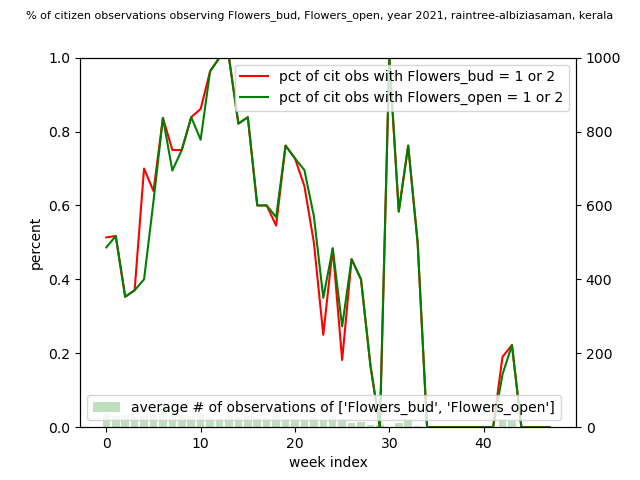 % of citizen observations observing Flowers_bud, Flowers_open, year 2021, raintree-albiziasaman, kerala
pct of cit obs with Flowers_bud = 1 or 2
pct of cit obs with Flowers_open = 1 or 2
1.0
0.8
0.6
0.4
0.2
0.0
percent
1000
800
600
400
200
0
average # of observations of ['Flowers_bud', 'Flowers_open']
0 10 20 30 40
week index